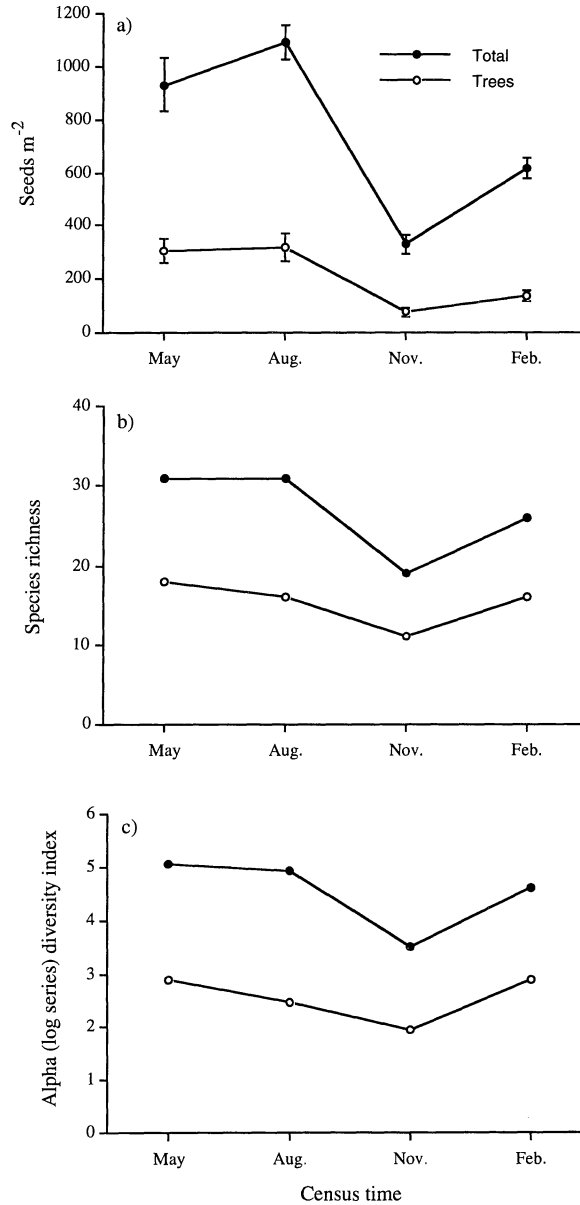 a)
1200
1000
800
600
400
200
0
Seeds m⁻²
Total
Trees
May Aug. Nov. Feb.
b)
40
30
20
10
0
Species richness
May Aug. Nov. Feb.
c)
6
5
4
3
2
1
0
Alpha (log series) diversity index
May Aug. Nov. Feb.
Census time